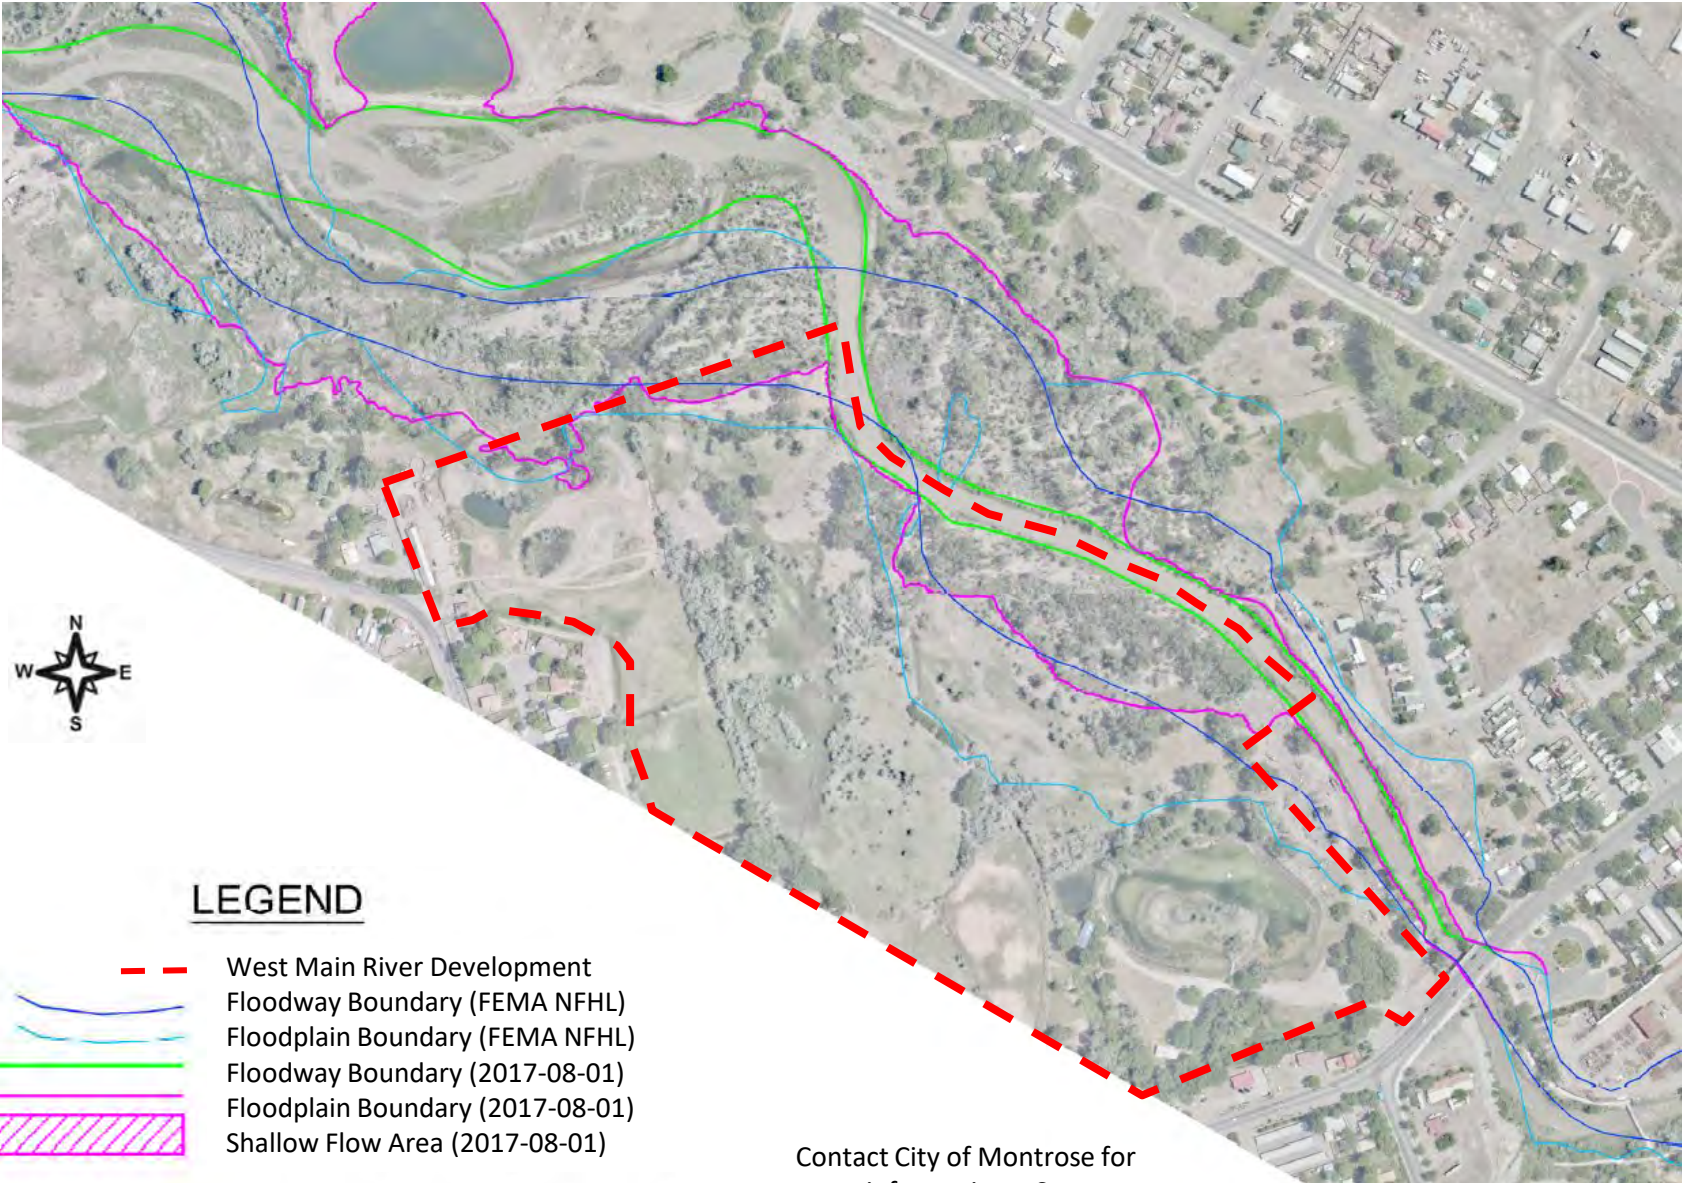 N
W E
S
LEGEND
West Main River Development
Floodway Boundary (FEMA NFHL)
Floodplain Boundary (FEMA NFHL)
Floodway Boundary (2017-08-01)
Floodplain Boundary (2017-08-01)
Shallow Flow Area (2017-08-01)
Contact City of Montrose for